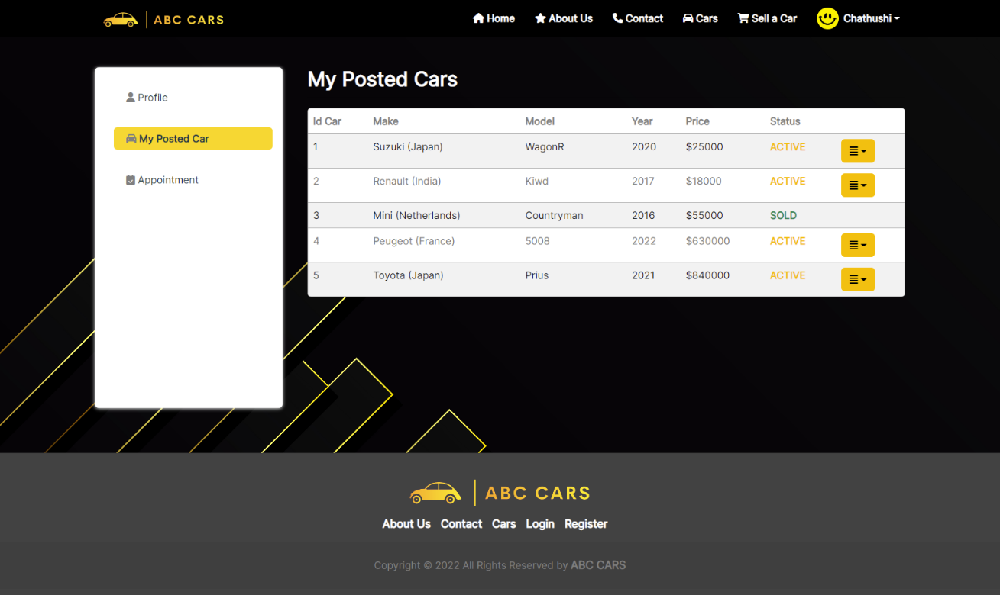 ABC CARS
Home About Us Contact Cars Sell a Car Chathushi
Profile
My Posted Car
Appointment
My Posted Cars
Id Car Make Model Year Price Status
1 Suzuki (Japan) WagonR 2020 $25000 ACTIVE
2 Renault (India) Kiwd 2017 $18000 ACTIVE
3 Mini (Netherlands) Countryman 2016 $55000 SOLD
4 Peugeot (France) 5008 2022 $630000 ACTIVE
5 Toyota (Japan) Prius 2021 $840000 ACTIVE
ABC CARS
About Us Contact Cars Login Register
Copyright © 2022 All Rights Reserved by ABC CARS